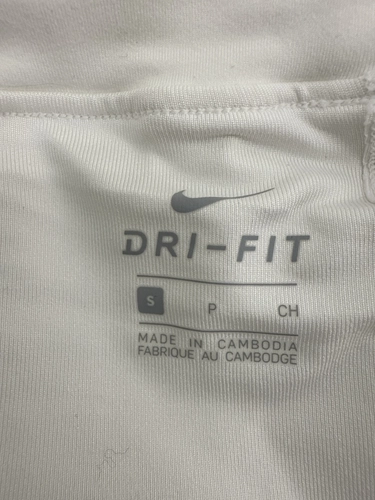 DRI-FIT
S P CH
MADE IN CAMBODIA
FABRIQUE AU CAMBODGE